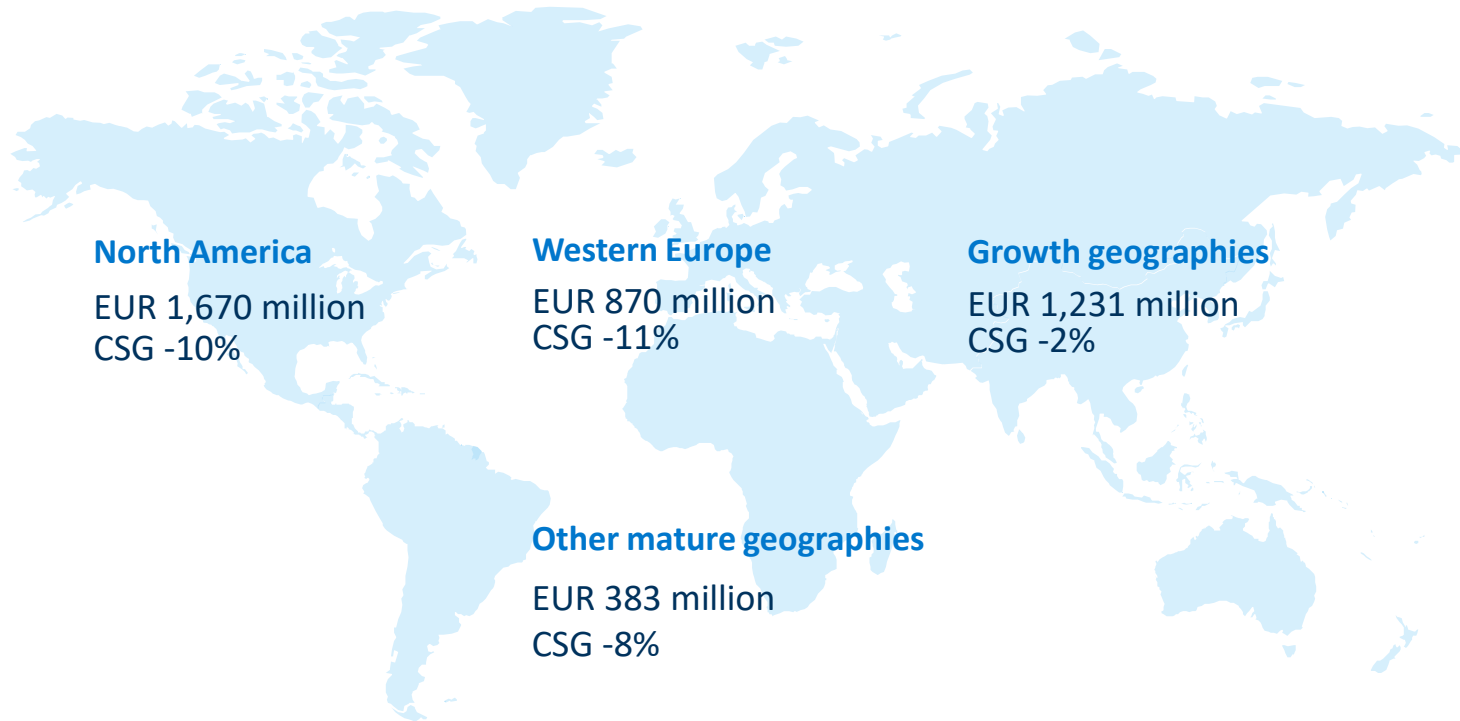 North America
EUR 1,670 million
CSG -10%
Western Europe
EUR 870 million
CSG -11%
Growth geographies
EUR 1,231 million
CSG -2%
Other mature geographies
EUR 383 million
CSG -8%